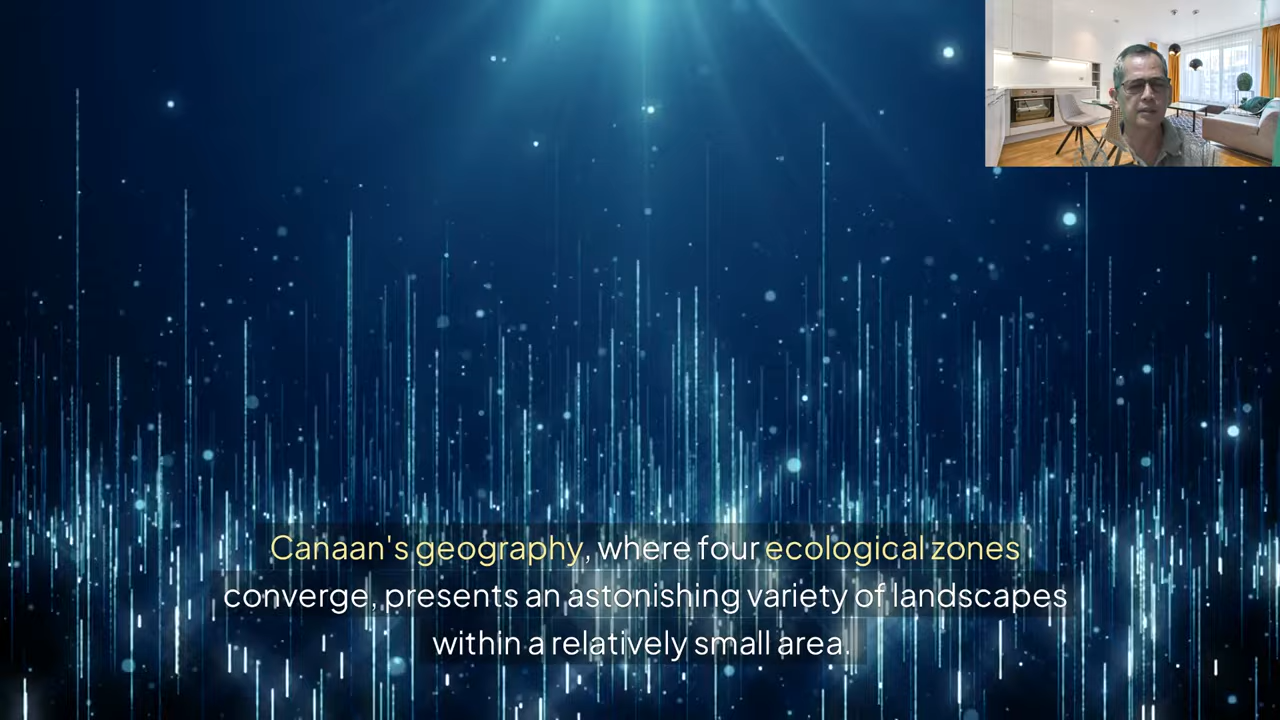 Canaan's geography, where four ecological zones
converge, presents an astonishing variety of landscapes
within a relatively small area.